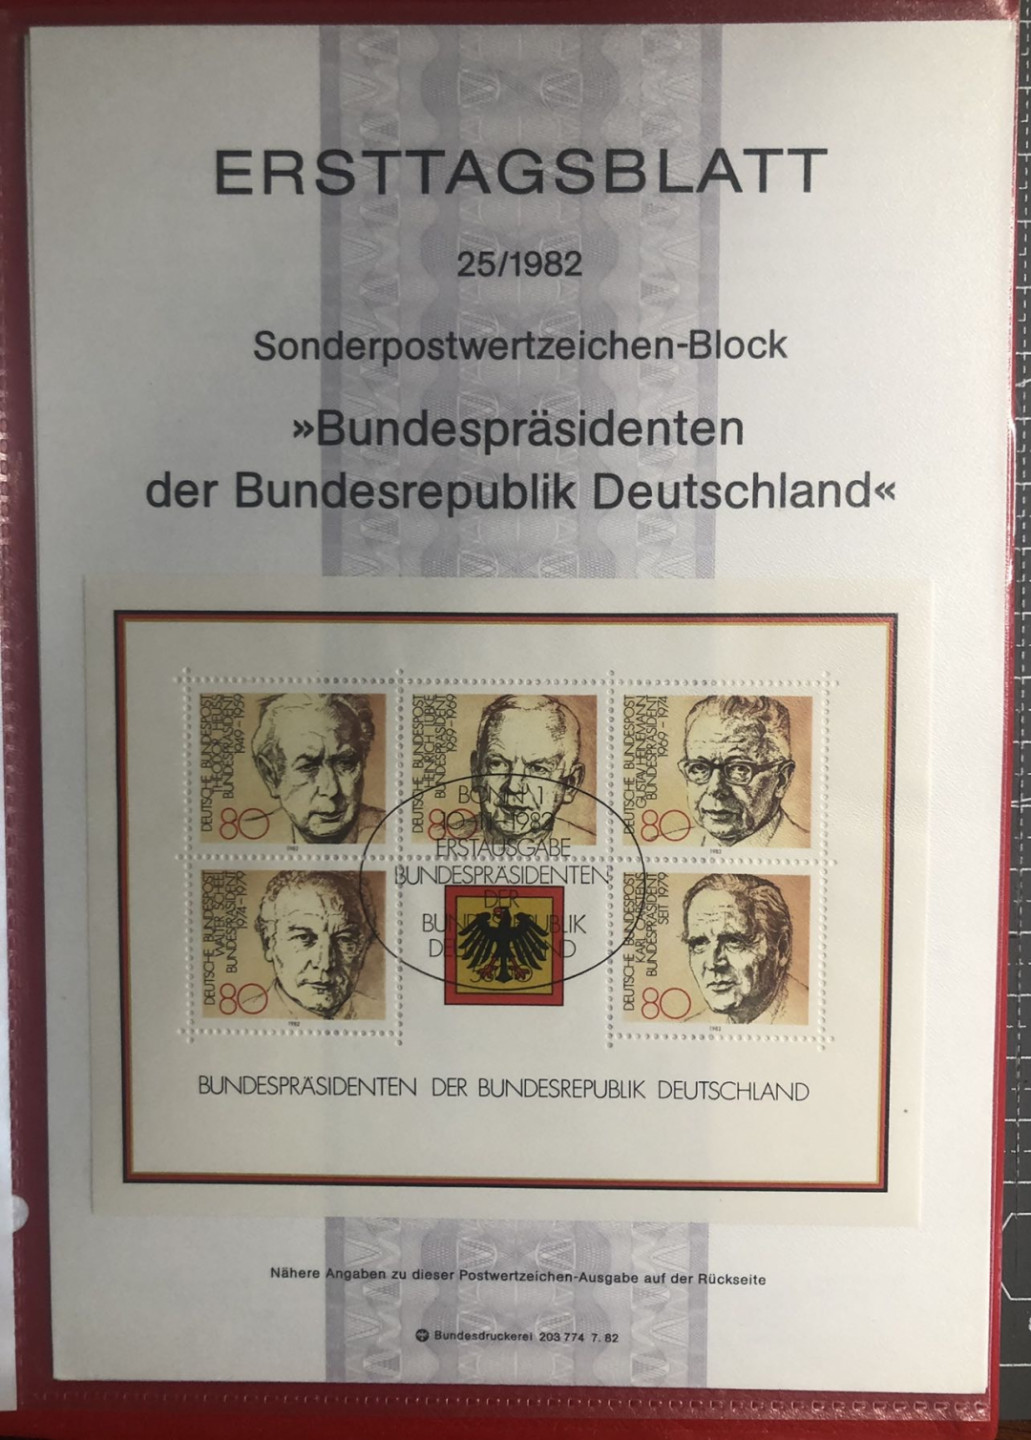 ERSTTAGSBLATT
25/1982
Sonderpostwertzeichen-Block
»Bundespräsidenten
der Bundesrepublik Deutschland«
DEUTSCHE BUNDESPOST
THEODOR HEUSS
BUNDESPRÄSIDENT
1949–1959
80
1982
DEUTSCHE BUNDESPOST
HEINRICH LÜBKE
BUNDESPRÄSIDENT
1959–1969
80
DEUTSCHE BUNDESPOST
GUSTAV HEINEMANN
BUNDESPRÄSIDENT
1969–1974
80
1982
BONN 1
10.11.1982
ERSTAUSGABE
BUNDESPRÄSIDENTEN
DER
BUNDESREPUBLIK
DEUTSCHLAND
DEUTSCHE BUNDESPOST
WALTER SCHEEL
BUNDESPRÄSIDENT
1974–1979
80
1982
DEUTSCHE BUNDESPOST
KARL CARSTENS
BUNDESPRÄSIDENT
SEIT 1979
80
1982
BUNDESPRÄSIDENTEN DER BUNDESREPUBLIK DEUTSCHLAND
Nähere Angaben zu dieser Postwertzeichen-Ausgabe auf der Rückseite
Bundesdruckerei 203 774 7. 82